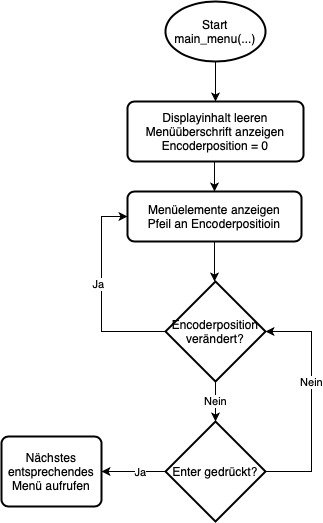 Start
main_menu(...)
Displayinhalt leeren
Menüüberschrift anzeigen
Encoderposition = 0
Menüelemente anzeigen
Pfeil an Encoderpositioin
Ja
Encoderposition
verändert?
Nein
Nein
Enter gedrückt?
Ja
Nächstes
entsprechendes
Menü aufrufen